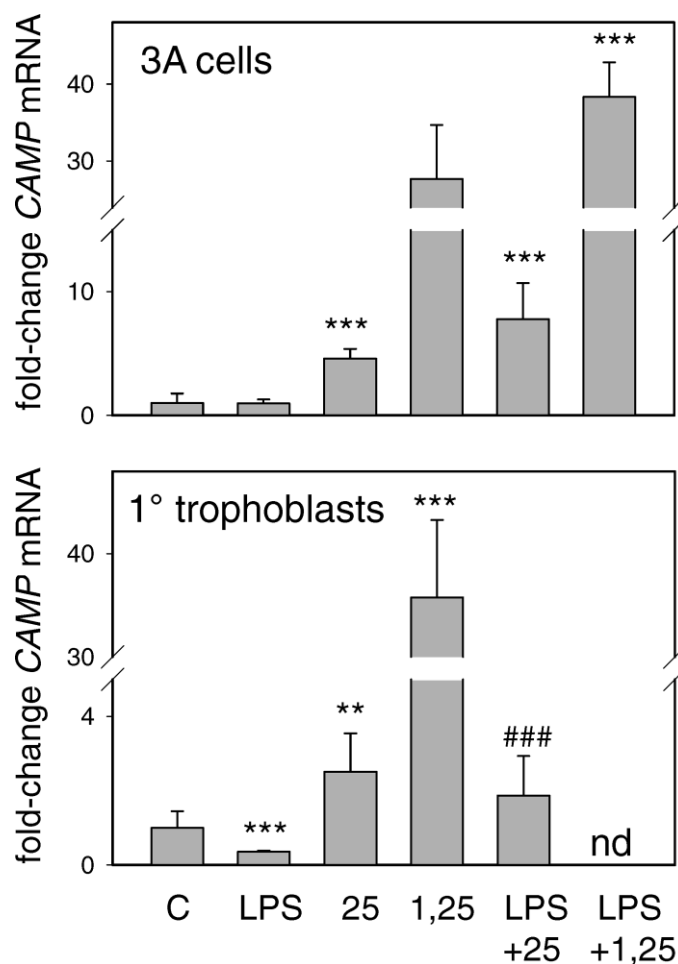 fold-change CAMP mRNA
3A cells
40
30
10
0
***
***
***
fold-change CAMP mRNA
1° trophoblasts
40
30
4
0
***
**
***
###
nd
C LPS 25 1,25 LPS LPS
+25 +1,25